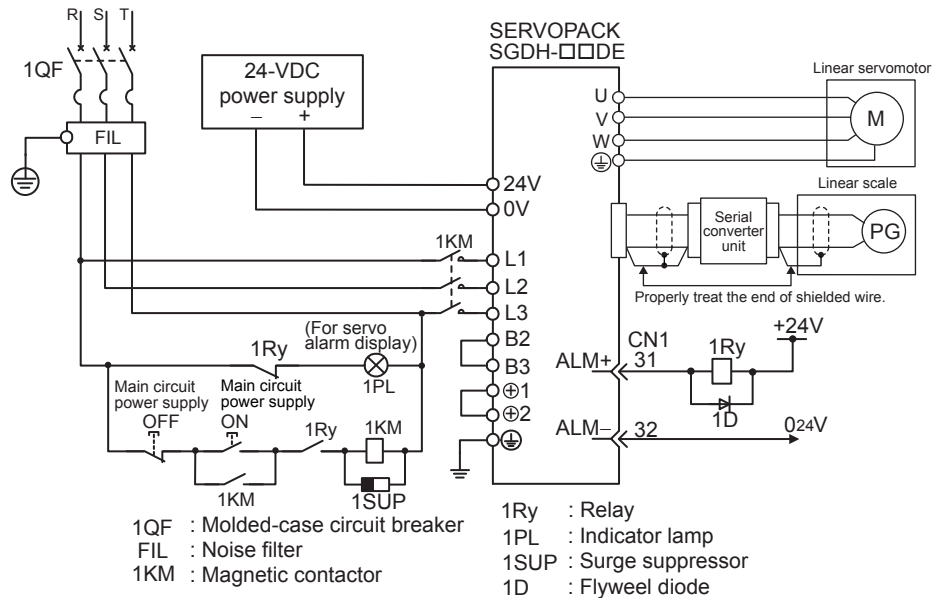 R S T
1QF
FIL
24-VDC
power supply
– +
SERVOPACK
SGDH-□□DE
U
V
W
Linear servomotor
M
24V
0V
Linear scale
Serial
converter
unit
PG
Properly treat the end of shielded wire.
1KM
L1
L2
L3
B2
B3
⊕1
⊕2
(For servo
alarm display)
1Ry
1PL
Main circuit
power supply
OFF
Main circuit
power supply
ON
1Ry
1KM
1KM
1SUP
CN1
ALM+ 31
1Ry
+24V
1D
ALM– 32
024V
1QF : Molded-case circuit breaker
FIL : Noise filter
1KM : Magnetic contactor
1Ry : Relay
1PL : Indicator lamp
1SUP : Surge suppressor
1D : Flyweel diode